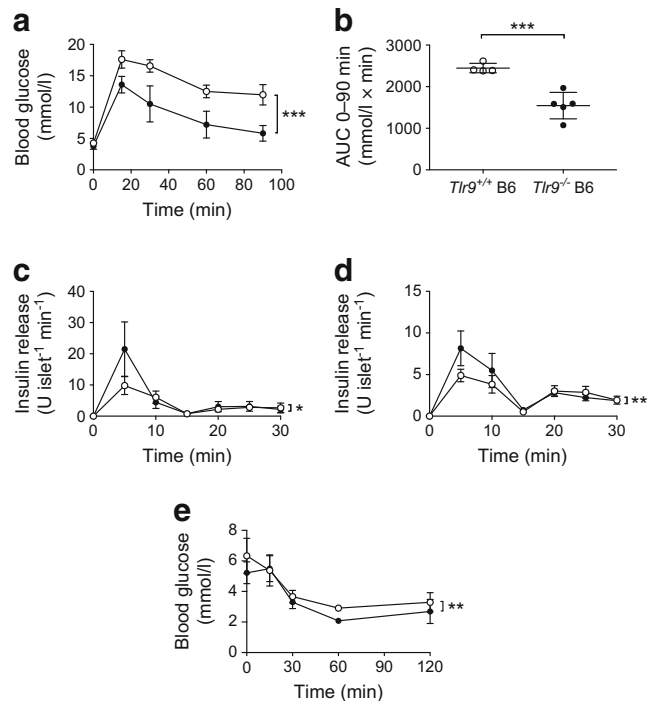 a
Blood glucose
(mmol/l)
20
15
10
5
0
0 20 40 60 80 100
Time (min)
***
b
AUC 0–90 min
(mmol/l × min)
3000
2000
1000
0
***
Tlr9+/+ B6 Tlr9-/- B6
c
Insulin release
(U islet-1 min-1)
40
30
20
10
0
0 10 20 30
Time (min)
*
d
Insulin release
(U islet-1 min-1)
15
10
5
0
0 10 20 30
Time (min)
**
e
Blood glucose
(mmol/l)
8
6
4
2
0
0 30 60 90 120
Time (min)
**